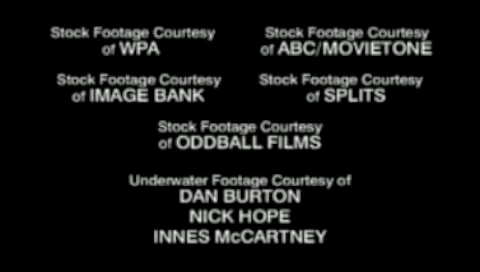 Stock Footage Courtesy
of WPA
Stock Footage Courtesy
of ABC/MOVIETONE
Stock Footage Courtesy
of IMAGE BANK
Stock Footage Courtesy
of SPLITS
Stock Footage Courtesy
of ODDBALL FILMS
Underwater Footage Courtesy of
DAN BURTON
NICK HOPE
INNES McCARTNEY